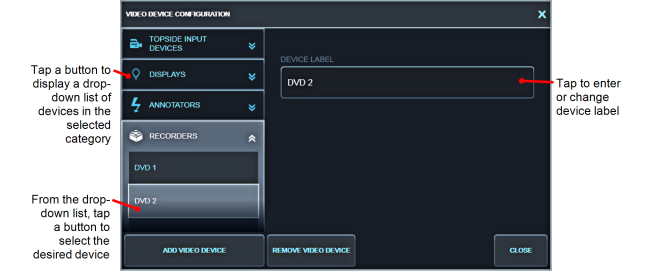 VIDEO DEVICE CONFIGURATION
TOPSIDE INPUT
DEVICES
DISPLAYS
ANNOTATORS
RECORDERS
DVD 1
DVD 2
DEVICE LABEL
DVD 2
ADD VIDEO DEVICE
REMOVE VIDEO DEVICE
CLOSE
Tap a button to
display a drop-
down list of
devices in the
selected
category
From the drop-
down list, tap
a button to
select the
desired device
Tap to enter
or change
device label